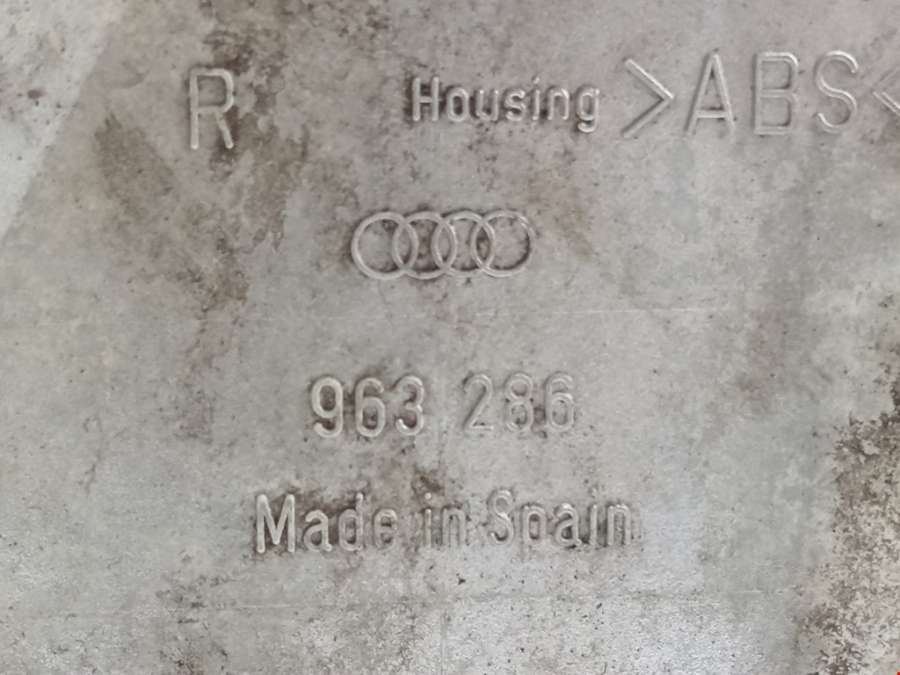 R Housing >ABS<
963 286
Made in Spain